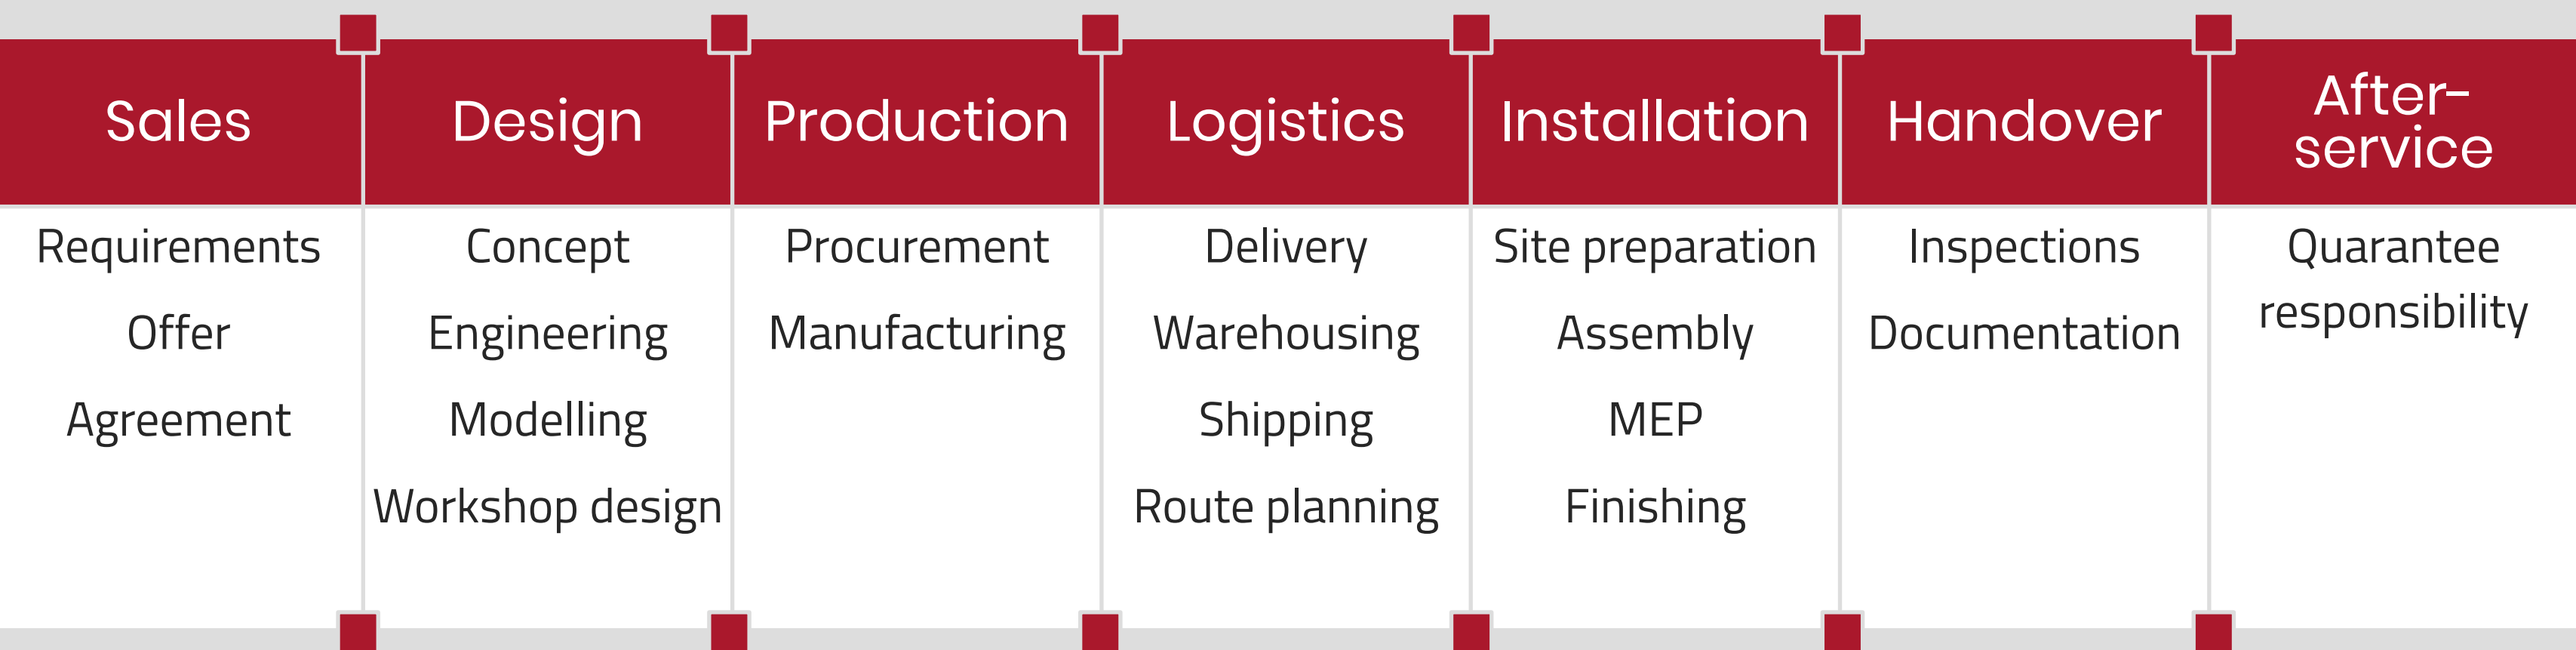 Sales
Requirements
Offer
Agreement
Design
Concept
Engineering
Modelling
Workshop design
Production
Procurement
Manufacturing
Logistics
Delivery
Warehousing
Shipping
Route planning
Installation
Site preparation
Assembly
MEP
Finishing
Handover
Inspections
Documentation
After-
service
Quarantee
responsibility